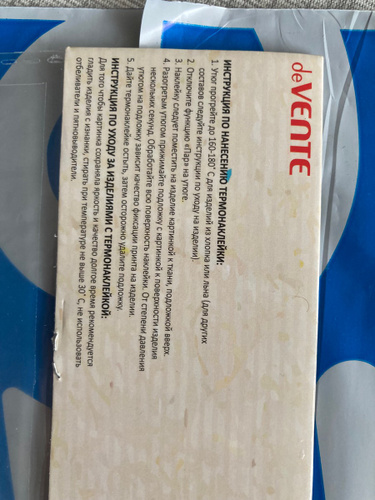 deVENTE
ИНСТРУКЦИЯ ПО НАНЕСЕНИЮ ТЕРМОНАКЛЕЙКИ:
1. Утюг прогрейте до 160-180° С для изделий из хлопка или льна (для других
составов следуйте инструкции по уходу на изделии).
2. Отключите функцию «Пар» на утюге.
3. Наклейку следует поместить на изделие картинкой к ткани, подложкой вверх.
4. Разогретым утюгом прижимайте подложку с картинкой к поверхности изделия
несколько секунд. Обработайте всю поверхность наклейки. От степени давления
утюгом на подложку зависит качество фиксации принта на изделии.
5. Дайте термонаклейке остыть, затем осторожно удалите подложку.
ИНСТРУКЦИЯ ПО УХОДУ ЗА ИЗДЕЛИЯМИ С ТЕРМОНАКЛЕЙКОЙ:
Для того чтобы картинка сохраняла яркость и качество долгое время рекомендуется
гладить изделия с изнанки, стирать при температуре не выше 30° С, не использовать
отбеливатели и пятновыводители.